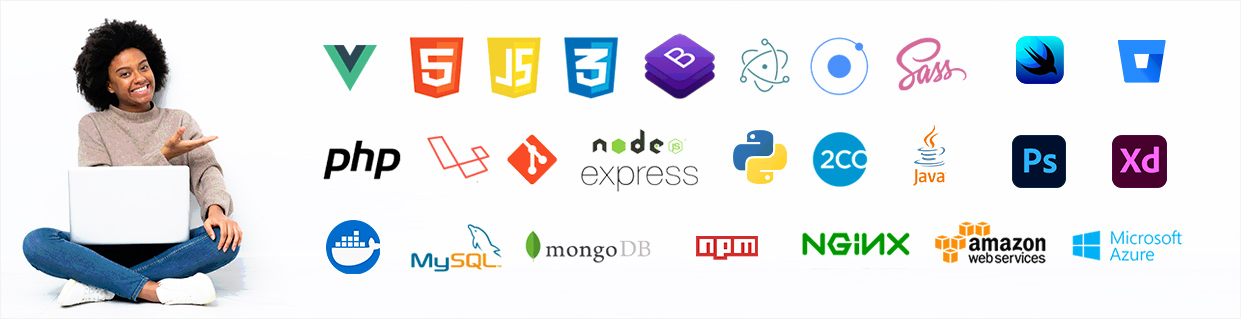 5 JS 3 B Sass
php node JS express 2CO Java Ps Xd
MySQL mongoDB npm NGINX amazon web services Microsoft Azure